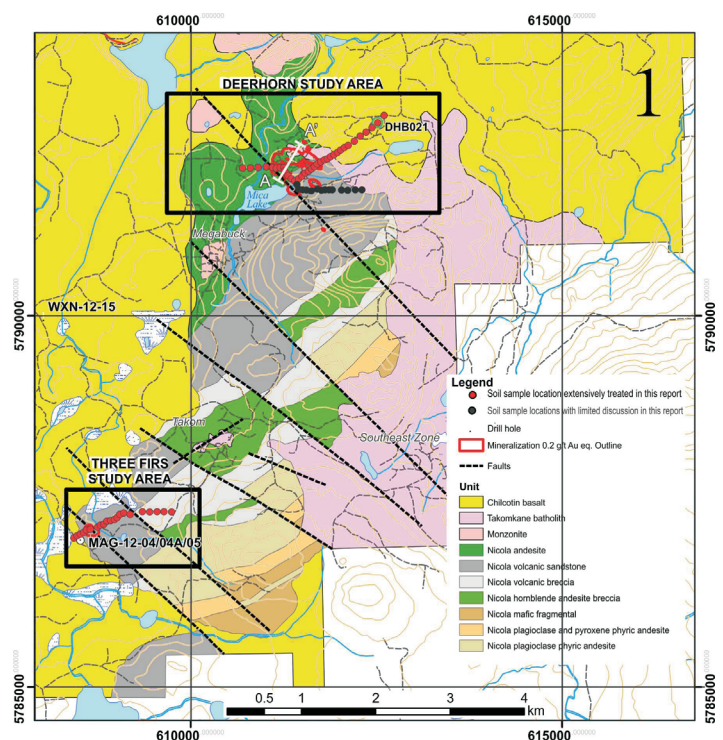 610000
615000
1
DEERHORN STUDY AREA
DHB021
A'
A
Mica
Lake
Megabuck
WXN-12-15
5790000
5790000
Takom
Southeast Zone
THREE FIRS
STUDY AREA
MAG-12-04/04A/05
Legend
Soil sample location extensively treated in this report
Soil sample locations with limited discussion in this report
Drill hole
Mineralization 0.2 g/t Au eq. Outline
Faults
Unit
Chilcotin basalt
Takomkane batholith
Monzonite
Nicola andesite
Nicola volcanic sandstone
Nicola volcanic breccia
Nicola hornblende andesite breccia
Nicola mafic fragmental
Nicola plagioclase and pyroxene phyric andesite
Nicola plagioclase phyric andesite
5785000
5785000
0.5 1 2 3 4
km
610000
615000